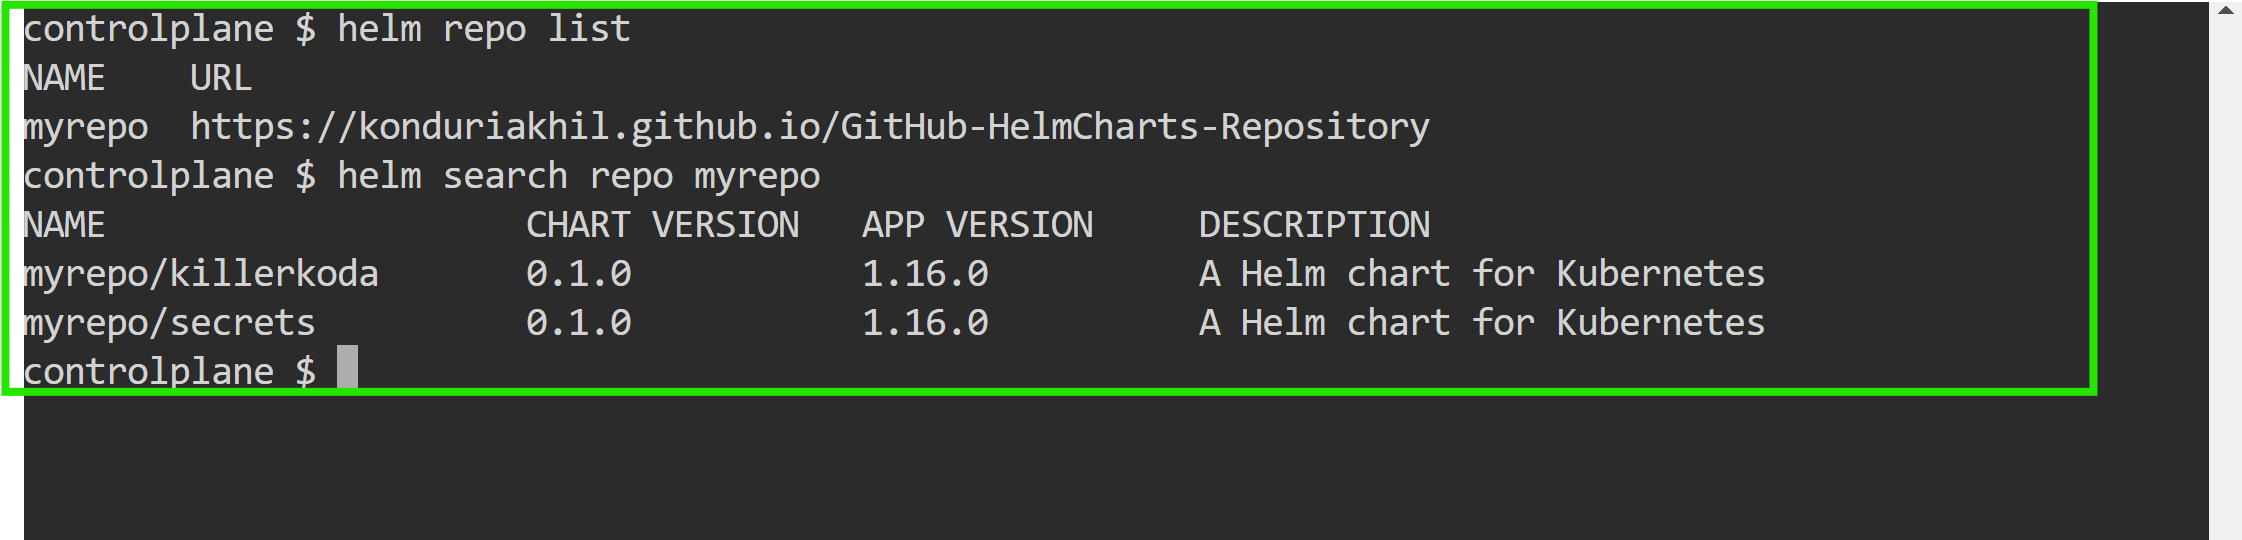 controlplane $ helm repo list
NAME    URL
myrepo  https://konduriakhil.github.io/GitHub-HelmCharts-Repository
controlplane $ helm search repo myrepo
NAME                    CHART VERSION   APP VERSION     DESCRIPTION
myrepo/killerkoda       0.1.0           1.16.0          A Helm chart for Kubernetes
myrepo/secrets          0.1.0           1.16.0          A Helm chart for Kubernetes
controlplane $